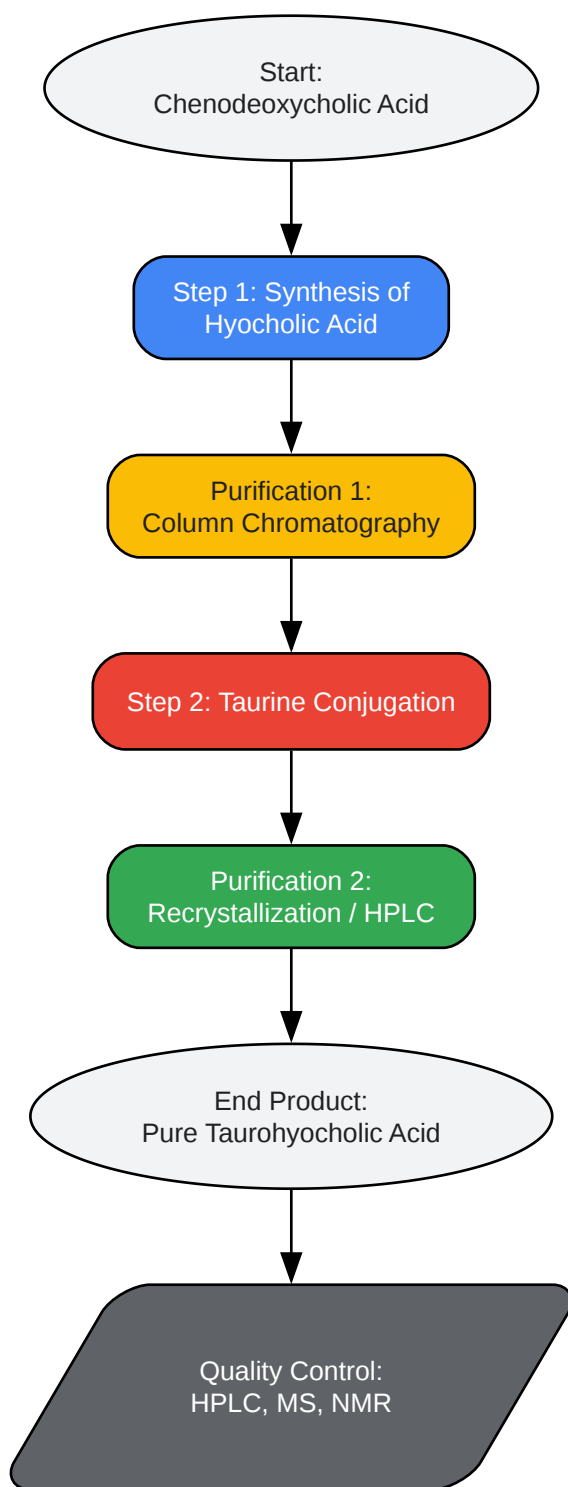 Start:
Chenodeoxycholic Acid
Step 1: Synthesis of
Hyocholic Acid
Purification 1:
Column Chromatography
Step 2: Taurine Conjugation
Purification 2:
Recrystallization / HPLC
End Product:
Pure Taurohyocholic Acid
Quality Control:
HPLC, MS, NMR